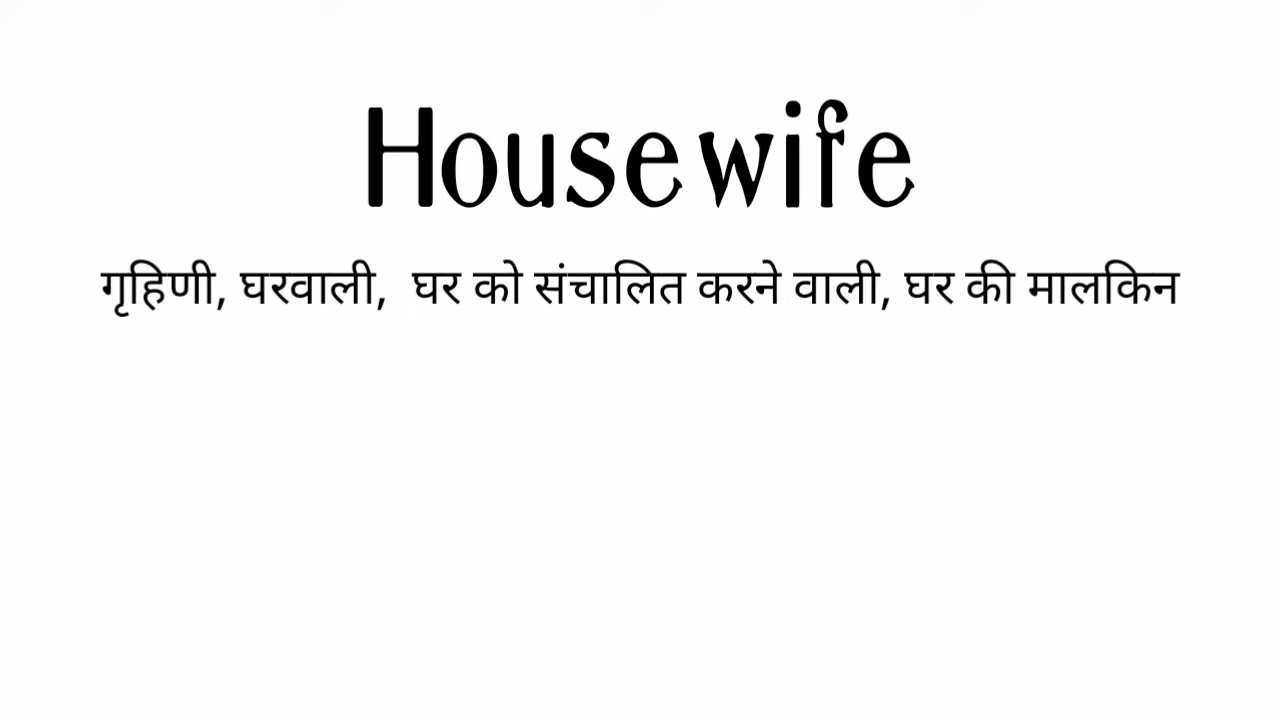 Housewife
गृहिणी, घरवाली, घर को संचालित करने वाली, घर की मालकिन